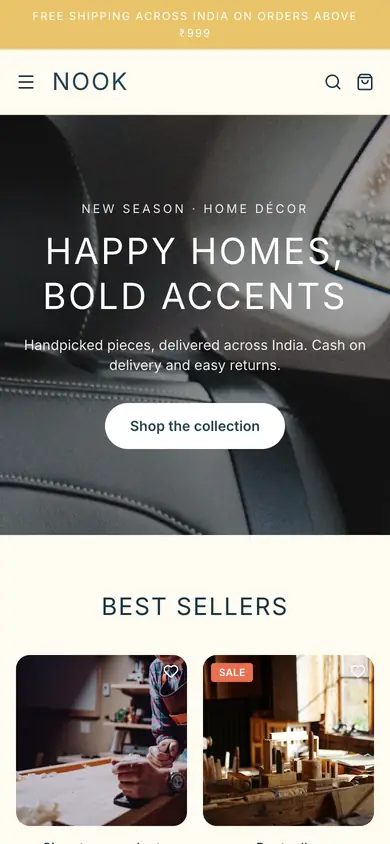 FREE SHIPPING ACROSS INDIA ON ORDERS ABOVE
₹999
NOOK
NEW SEASON · HOME DÉCOR
HAPPY HOMES,
BOLD ACCENTS
Handpicked pieces, delivered across India. Cash on
delivery and easy returns.
Shop the collection
BEST SELLERS
SALE